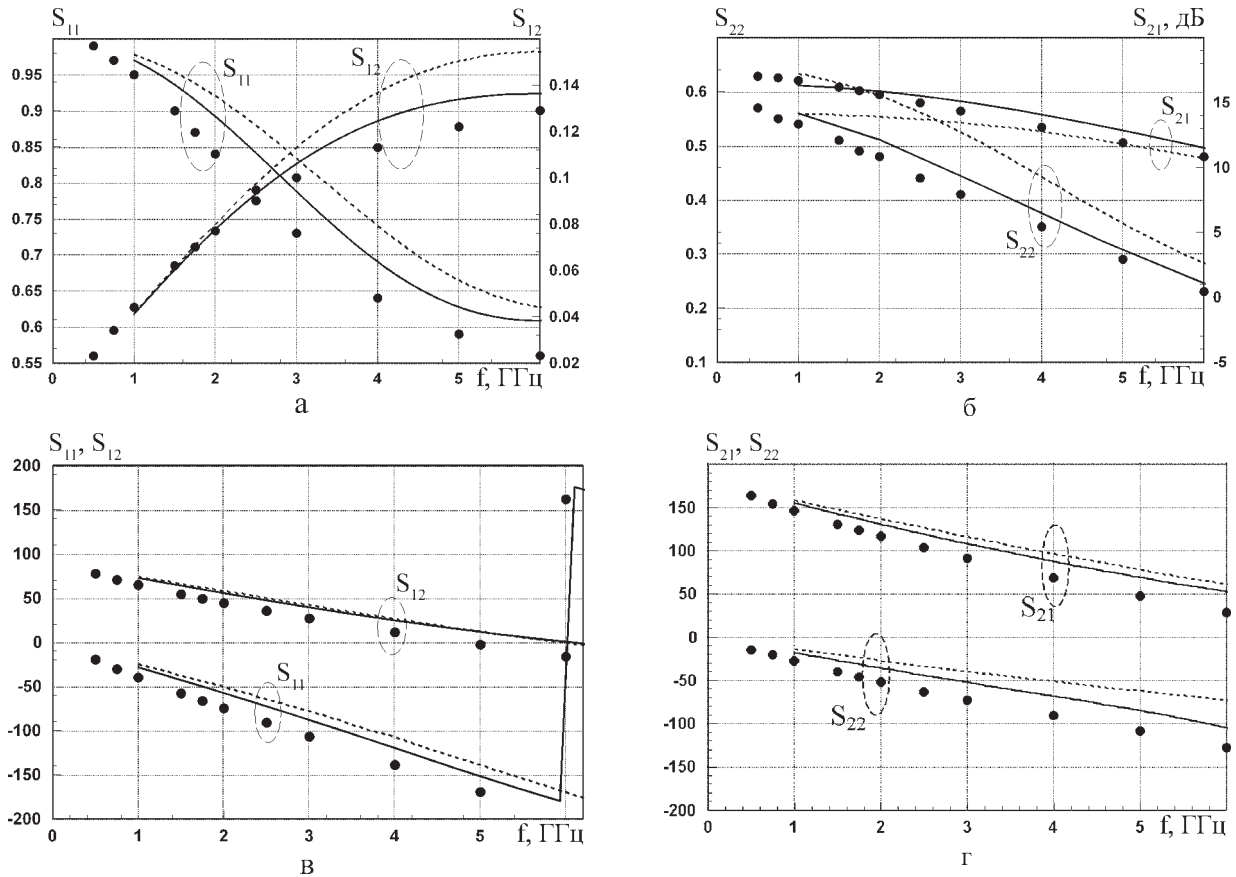 S11 S12
0.95
0.9
0.85
0.8
0.75
0.7
0.65
0.6
0.55
0.14
0.12
0.1
0.08
0.06
0.04
0.02
S11
S12
0 1 2 3 4 5 f, ГГц
а
S22 S21, дБ
0.6
0.5
0.4
0.3
0.2
0.1
15
10
5
0
-5
S21
S22
0 1 2 3 4 5 f, ГГц
б
S11, S12
200
150
100
50
0
-50
-100
-150
-200
S12
S11
0 1 2 3 4 5 f, ГГц
в
S21, S22
150
100
50
0
-50
-100
-150
-200
S21
S22
0 1 2 3 4 5 f, ГГц
г